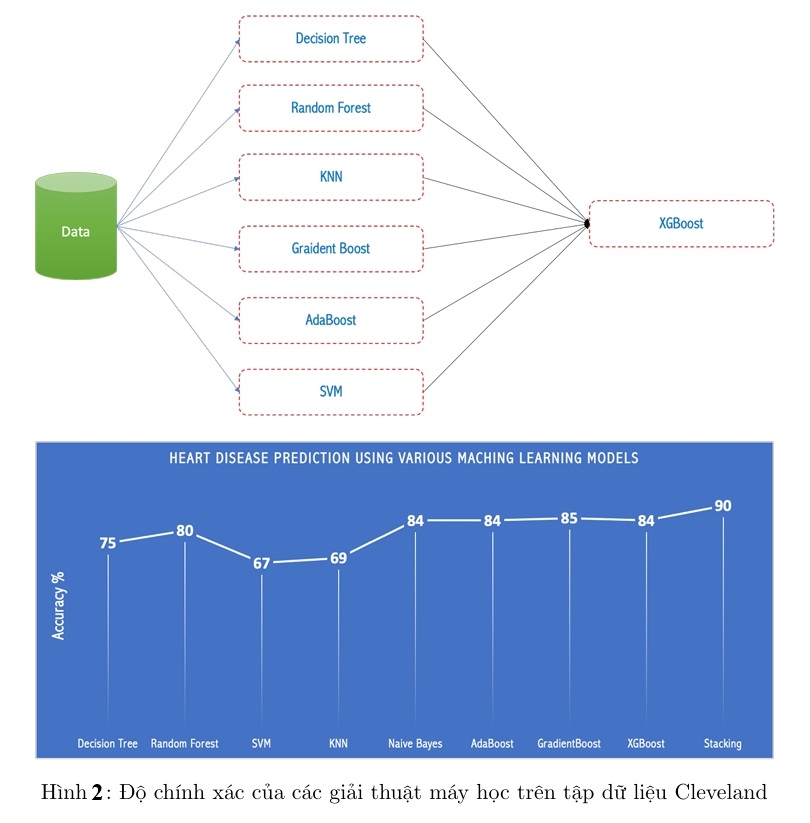 Decision Tree
Random Forest
KNN
Data
XGBoost
Graident Boost
AdaBoost
SVM
HEART DISEASE PREDICTION USING VARIOUS MACHING LEARNING MODELS
Accuracy %
75 80 67 69 84 84 85 84 90
Decision Tree Random Forest SVM KNN Naive Bayes AdaBoost GradientBoost XGBoost Stacking
Hình 2: Độ chính xác của các giải thuật máy học trên tập dữ liệu Cleveland